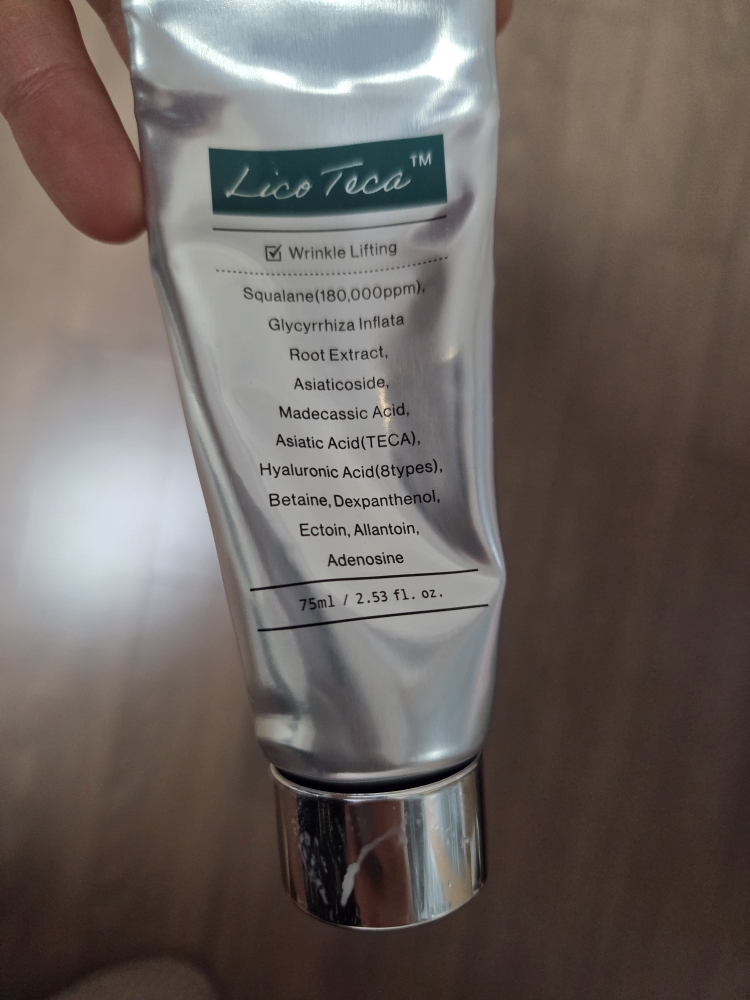 Lico Teca™
☑ Wrinkle Lifting
Squalane(180,000ppm),
Glycyrrhiza Inflata
Root Extract,
Asiaticoside,
Madecassic Acid,
Asiatic Acid(TECA),
Hyaluronic Acid(8types),
Betaine, Dexpanthenol,
Ectoin, Allantoin,
Adenosine
75ml / 2.53 fl. oz.